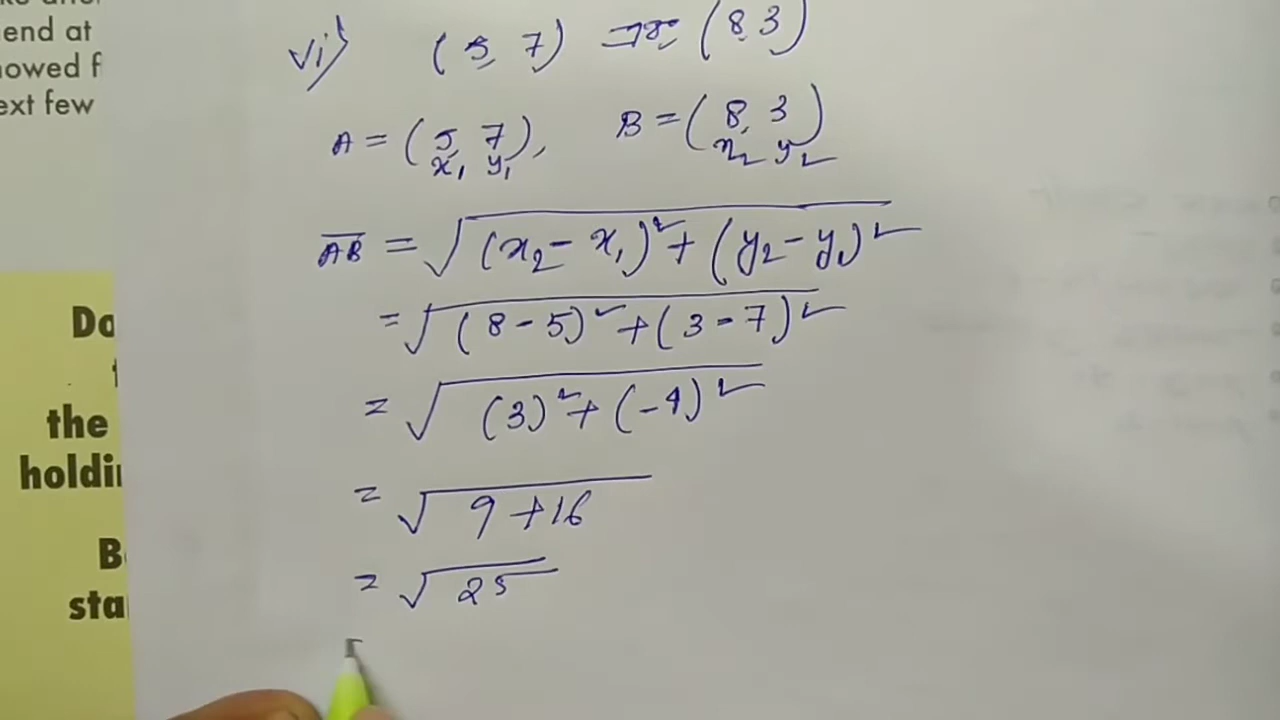 end at
owed f
ext few
Do
the
holdin
B
sta
vi) (5, 7) (8, 3)
A = (5, 7), B = (8, 3)
x₁ y₁ x₂ y₂
AB = √(x₂ - x₁)² + (y₂ - y₁)²
= √(8 - 5)² + (3 - 7)²
= √(3)² + (-4)²
= √9 + 16
= √25